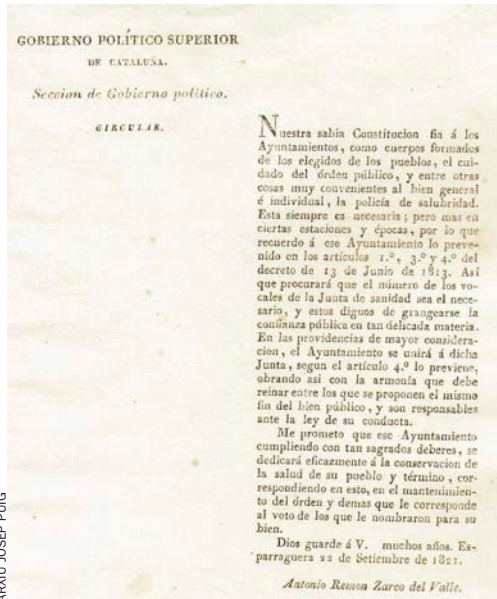 GOBIERNO POLÍTICO SUPERIOR
DE CATALUÑA.
Seccion de Gobierno político.
CIRCULAR.
Nuestra sabia Constitucion fia á los
Ayuntamientos, como cuerpos formados
de los elegidos de los pueblos, el cui-
dado del órden público, y entre otras
cosas muy convenientes al bien general
é individual, la policía de salubridad.
Esta siempre es necesaria; pero mas en
ciertas estaciones y épocas, por lo que
recuerdo á ese Ayuntamiento lo preve-
nido en los artículos 1.º, 3.º y 4.º del
decreto de 13 de Junio de 1813. Asi
que procurará que el número de los vo-
cales de la Junta de sanidad sea el nece-
sario, y estos dignos de grangearse la
confianza pública en tan delicada materia.
En las providencias de mayor considera-
cion, el Ayuntamiento se unirá á dicha
Junta, segun el artículo 4.º lo previene,
obrando asi con la armonía que debe
reinar entre los que se proponen el mismo
fin del bien público, y son responsables
ante la ley de su conducta.
Me prometo que ese Ayuntamiento
cumpliendo con tan sagrados deberes, se
dedicará eficazmente á la conservacion de
la salud de su pueblo y término, cor-
respondiendo en esto, en el mantenimien-
to del órden y demas que le corresponde
al voto de los que le nombraron para su
bien.
Dios guarde á V. muchos años. Es-
parraguera 22 de Setiembre de 1821.
Antonio Remon Zarco del Valle.
ARXIU JOSEP PUIG